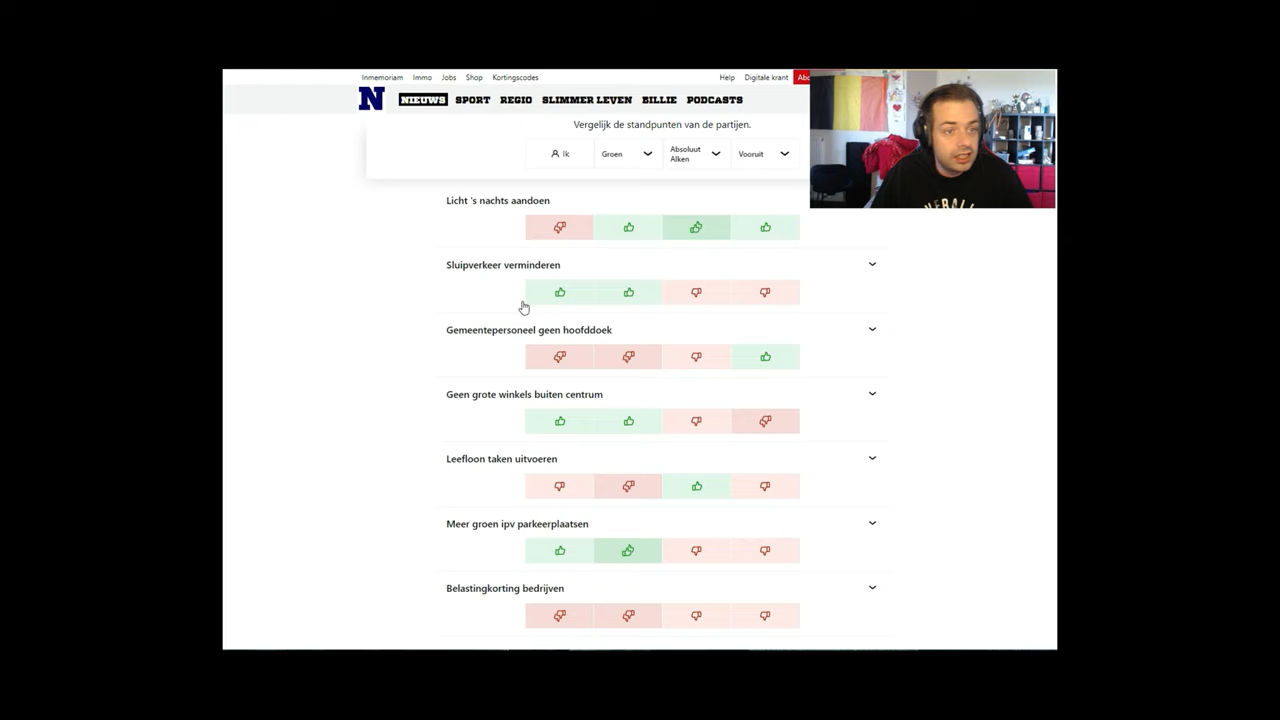 Inmemoriam Immo Jobs Shop Kortingscodes Help Digitale krant
N NIEUWS SPORT REGIO SLIMMER LEVEN BILLIE PODCASTS
Vergelijk de standpunten van de partijen.
Ik Groen Absoluut Alken Vooruit
Licht 's nachts aandoen
Sluipverkeer verminderen
Gemeentepersoneel geen hoofddoek
Geen grote winkels buiten centrum
Leefloon taken uitvoeren
Meer groen ipv parkeerplaatsen
Belastingkorting bedrijven